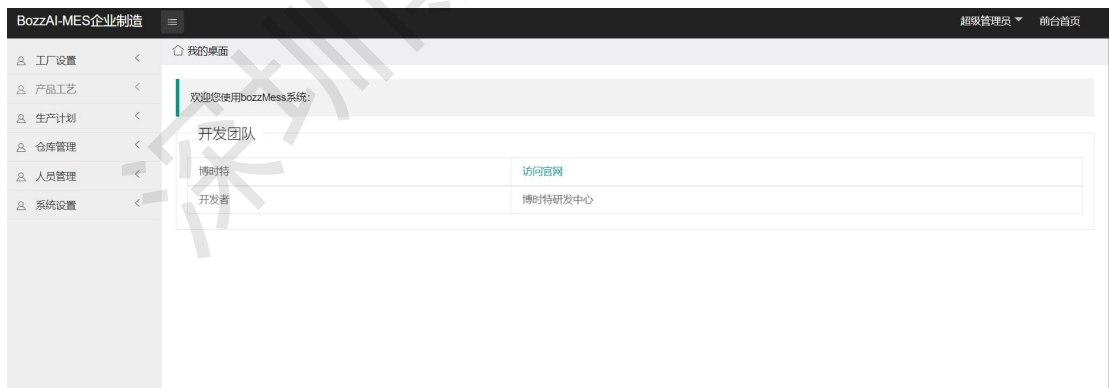 BozzAI-MES企业制造
超级管理员 前台首页
工厂设置
产品工艺
生产计划
仓库管理
人员管理
系统设置
我的桌面
欢迎您使用bozzMess系统:
开发团队
博时特 访问官网
开发者 博时特研发中心
深圳